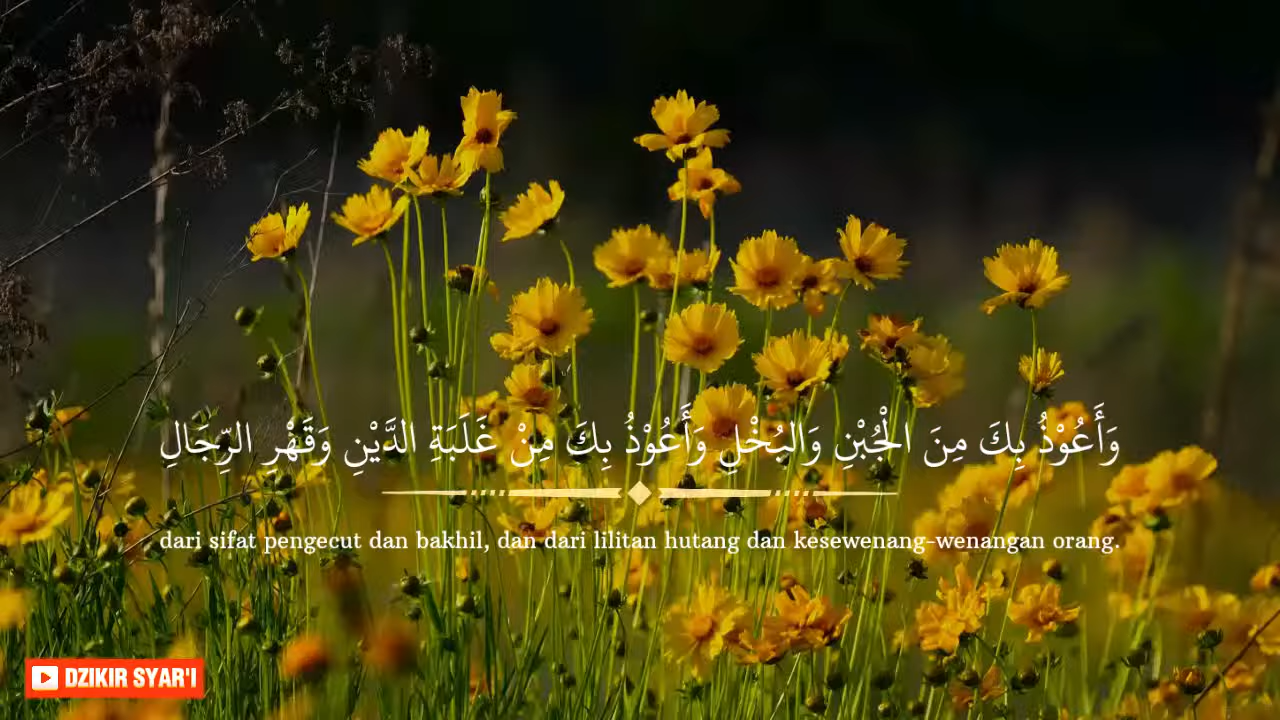 وَأَعُوْذُ بِكَ مِنَ الْجُبْنِ وَالبُخْلِ وَأَعُوْذُ بِكَ مِنْ غَلَبَةِ الدَّيْنِ وَقَهْرِ الرِّجَالِ
dari sifat pengecut dan bakhil, dan dari lilitan hutang dan kesewenang-wenangan orang.
DZIKIR SYAR'I